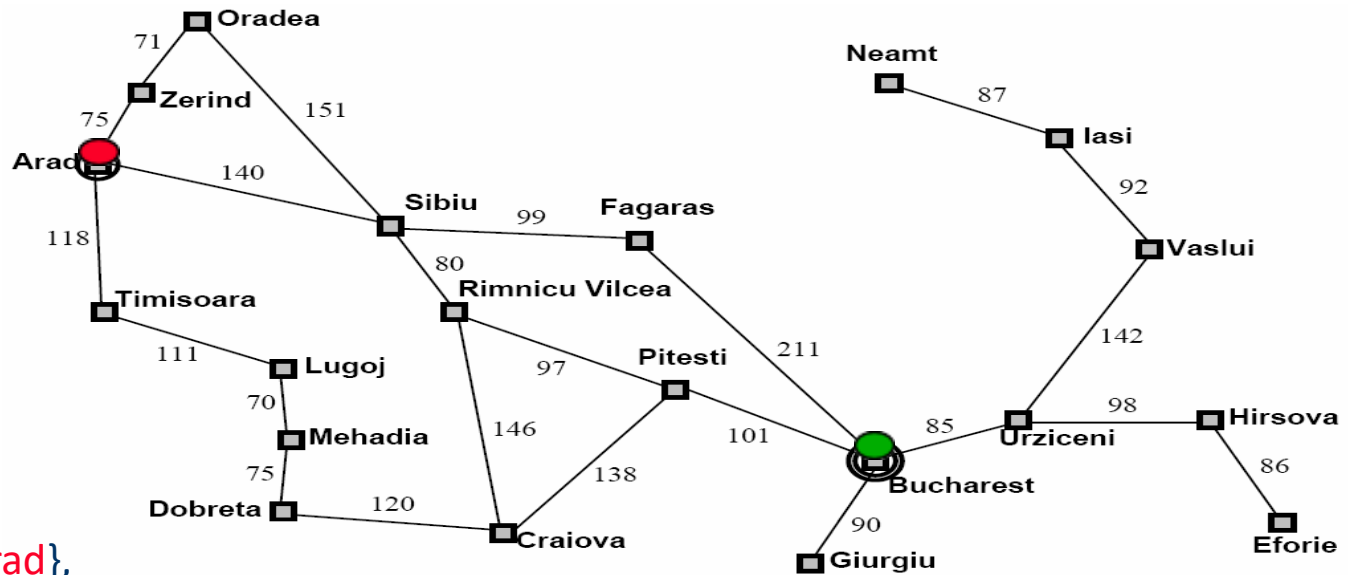 Oradea
71
Neamt
Zerind
87
151
75
Iasi
Arad
140
92
Sibiu
Fagaras
99
118
Vaslui
80
Timisoara
Rimnicu Vilcea
142
111
211
Pitesti
Lugoj
97
70
98
Hirsova
Mehadia
146
101
85
Urziceni
75
138
86
Bucharest
Dobreta
120
90
Craiova
Eforie
Giurgiu
rad},